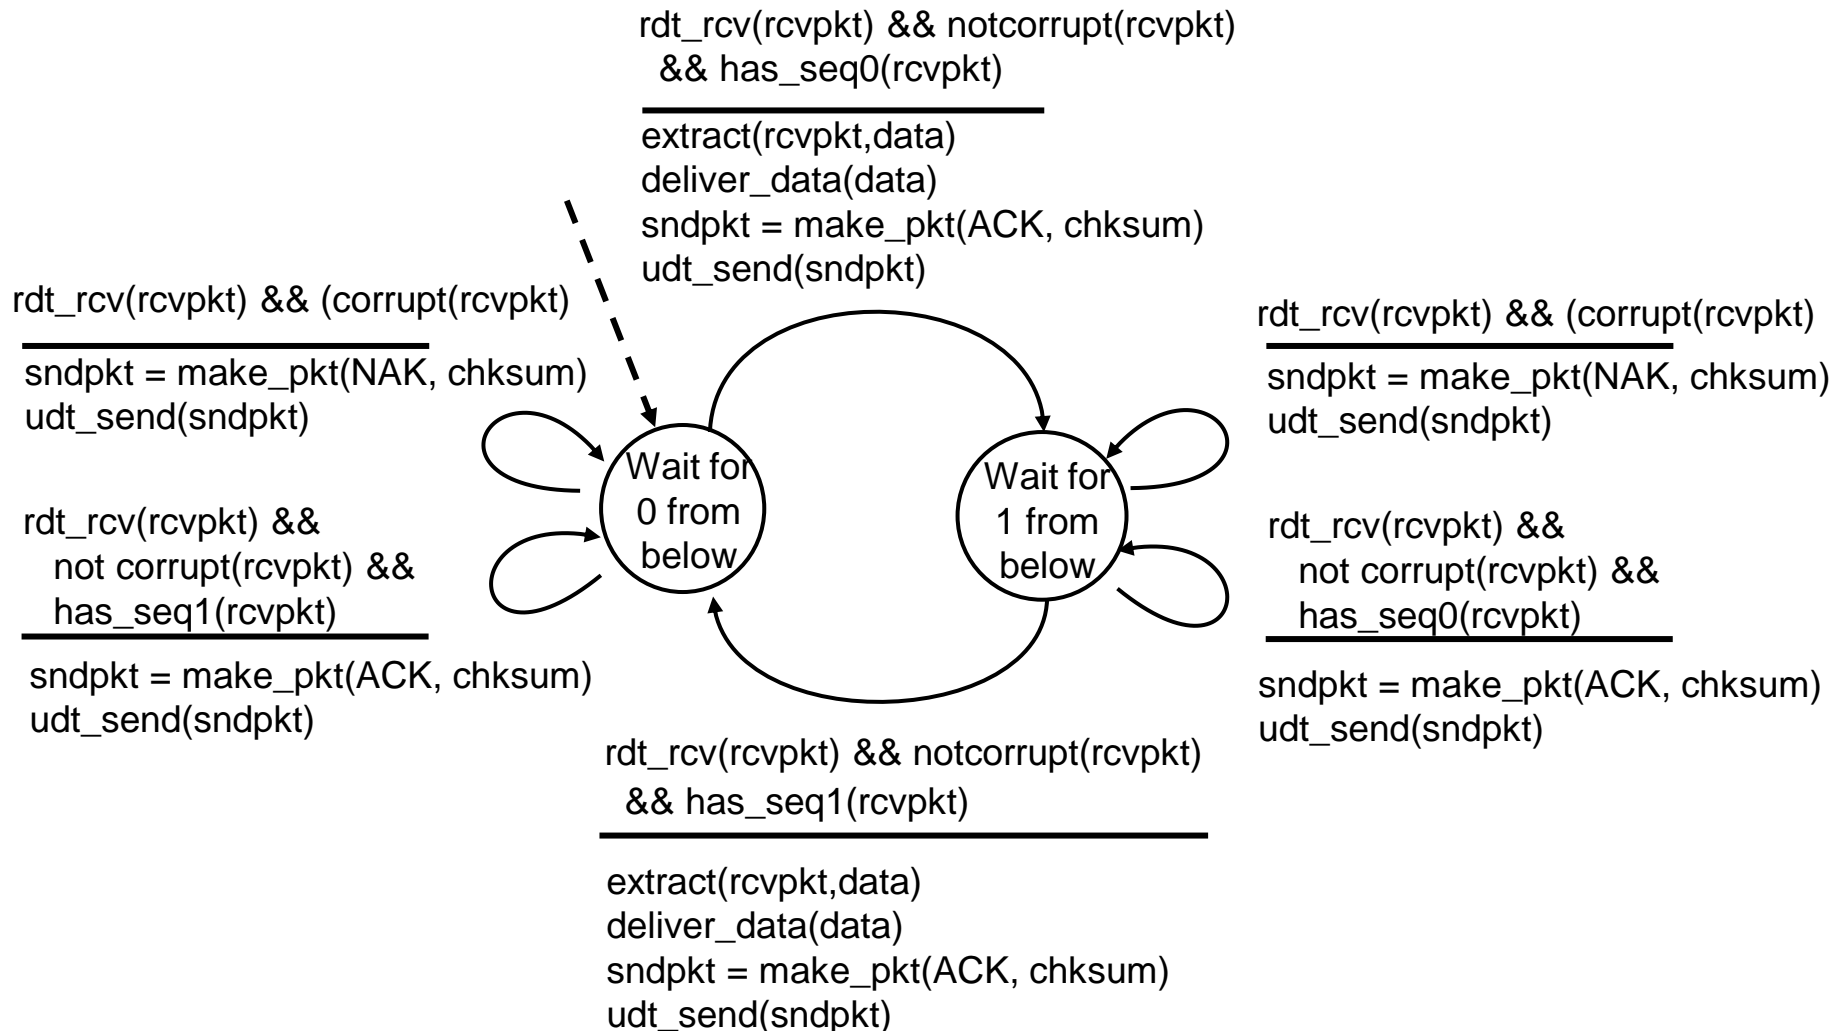 rdt_rcv(rcvpkt) && notcorrupt(rcvpkt)
&& has_seq0(rcvpkt)
extract(rcvpkt,data)
deliver_data(data)
sndpkt = make_pkt(ACK, chksum)
udt_send(sndpkt)
rdt_rcv(rcvpkt) && (corrupt(rcvpkt)
sndpkt = make_pkt(NAK, chksum)
udt_send(sndpkt)
rdt_rcv(rcvpkt) &&
not corrupt(rcvpkt) &&
has_seq1(rcvpkt)
sndpkt = make_pkt(ACK, chksum)
udt_send(sndpkt)
Wait for
0 from
below
Wait for
1 from
below
rdt_rcv(rcvpkt) && (corrupt(rcvpkt)
sndpkt = make_pkt(NAK, chksum)
udt_send(sndpkt)
rdt_rcv(rcvpkt) &&
not corrupt(rcvpkt) &&
has_seq0(rcvpkt)
sndpkt = make_pkt(ACK, chksum)
udt_send(sndpkt)
rdt_rcv(rcvpkt) && notcorrupt(rcvpkt)
&& has_seq1(rcvpkt)
extract(rcvpkt,data)
deliver_data(data)
sndpkt = make_pkt(ACK, chksum)
udt_send(sndpkt)